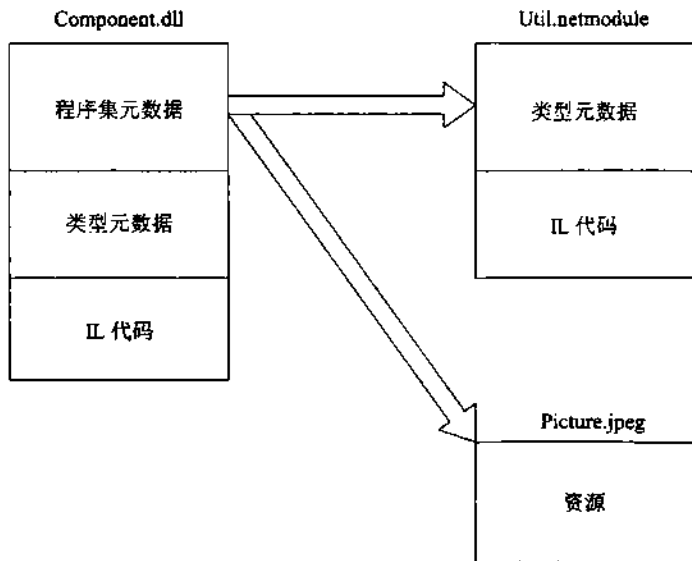 Component.dll
程序集元数据
类型元数据
IL 代码
Util.netmodule
类型元数据
IL 代码
Picture.jpeg
资源